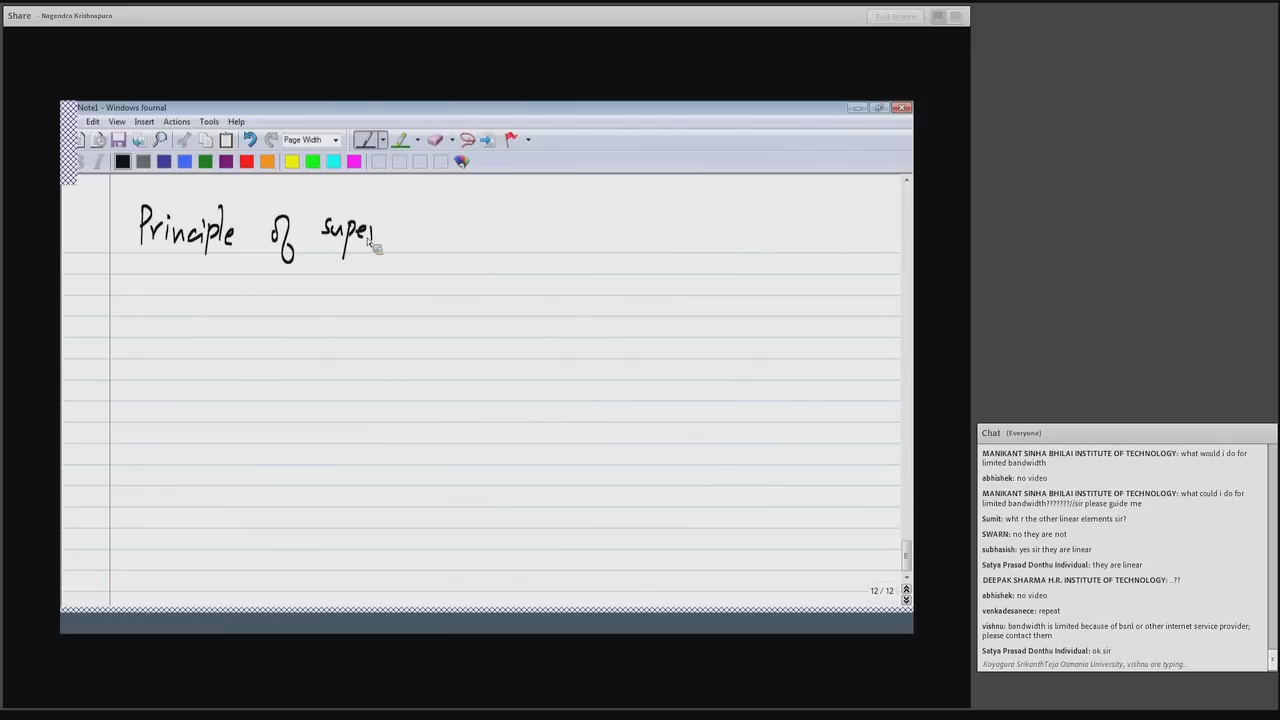 Share - Nagendra Krishnapura
Full Screen
Note1 - Windows Journal
Edit View Insert Actions Tools Help
Page Width
Principle of super
12 / 12
Chat (Everyone)
MANIKANT SINHA BHILAI INSTITUTE OF TECHNOLOGY: what would i do for
limited bandwidth
abhishek: no video
MANIKANT SINHA BHILAI INSTITUTE OF TECHNOLOGY: what could i do for
limited bandwidth???????//sir please guide me
Sumit: wht r the other linear elements sir?
SWARN: no they are not
subhasish: yes sir they are linear
Satya Prasad Donthu Individual: they are linear
DEEPAK SHARMA H.R. INSTITUTE OF TECHNOLOGY: ..??
abhishek: no video
venkadesanece: repeat
vishnu: bandwidth is limited because of bsnl or other internet service provider;
please contact them
Satya Prasad Donthu Individual: ok sir
Koyagura SrikanthTeja Osmania University, vishnu are typing...